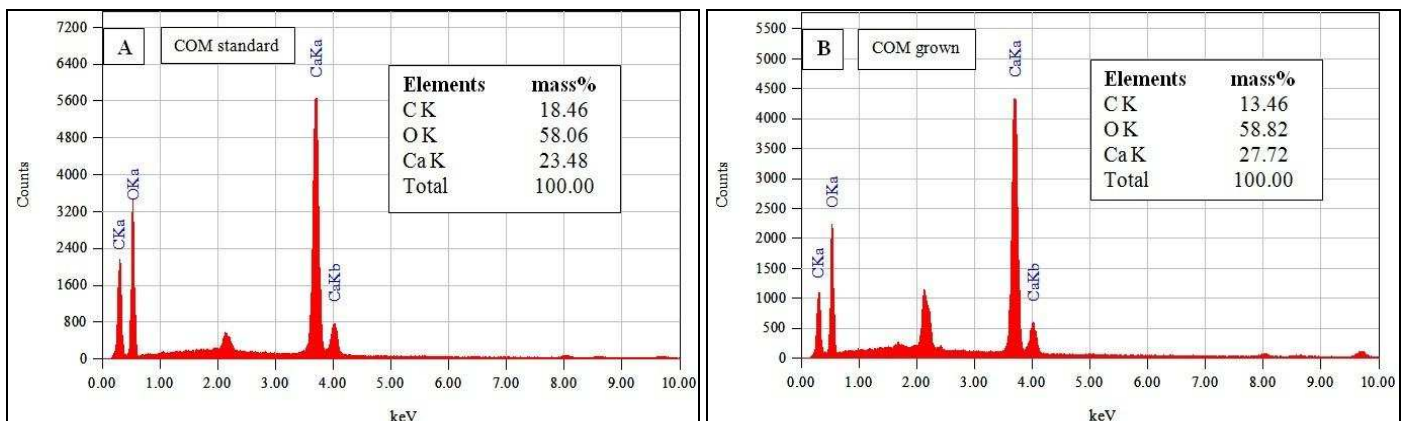 A
COM standard
CKa
OKa
CaKa
CaKb
Elements mass%
C K 18.46
O K 58.06
Ca K 23.48
Total 100.00
Counts
7200
6400
5600
4800
4000
3200
2400
1600
800
0
0.00 1.00 2.00 3.00 4.00 5.00 6.00 7.00 8.00 9.00 10.00
keV
B
COM grown
CKa
OKa
CaKa
CaKb
Elements mass%
C K 13.46
O K 58.82
Ca K 27.72
Total 100.00
Counts
5500
5000
4500
4000
3500
3000
2500
2000
1500
1000
500
0
0.00 1.00 2.00 3.00 4.00 5.00 6.00 7.00 8.00 9.00 10.00
keV